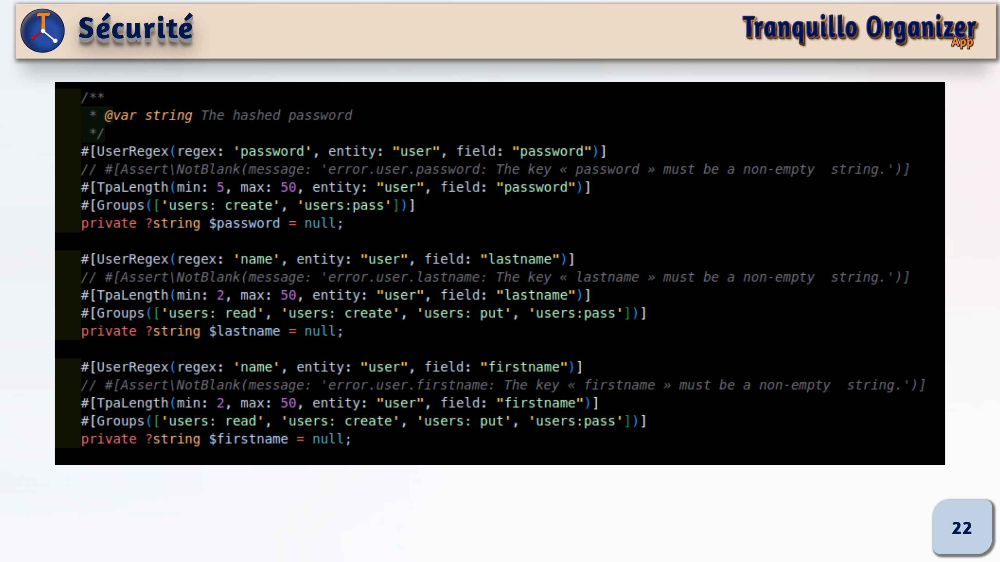 Sécurité
Tranquillo Organizer
App
/**
 * @var string The hashed password
 */
#[UserRegex(regex: 'password', entity: "user", field: "password")]
// #[Assert\NotBlank(message: 'error.user.password: The key « password » must be a non-empty  string.')]
#[TpaLength(min: 5, max: 50, entity: "user", field: "password")]
#[Groups(['users: create', 'users:pass'])]
private ?string $password = null;
#[UserRegex(regex: 'name', entity: "user", field: "lastname")]
// #[Assert\NotBlank(message: 'error.user.lastname: The key « lastname » must be a non-empty  string.')]
#[TpaLength(min: 2, max: 50, entity: "user", field: "lastname")]
#[Groups(['users: read', 'users: create', 'users: put', 'users:pass'])]
private ?string $lastname = null;
#[UserRegex(regex: 'name', entity: "user", field: "firstname")]
// #[Assert\NotBlank(message: 'error.user.firstname: The key « firstname » must be a non-empty  string.')]
#[TpaLength(min: 2, max: 50, entity: "user", field: "firstname")]
#[Groups(['users: read', 'users: create', 'users: put', 'users:pass'])]
private ?string $firstname = null;
22